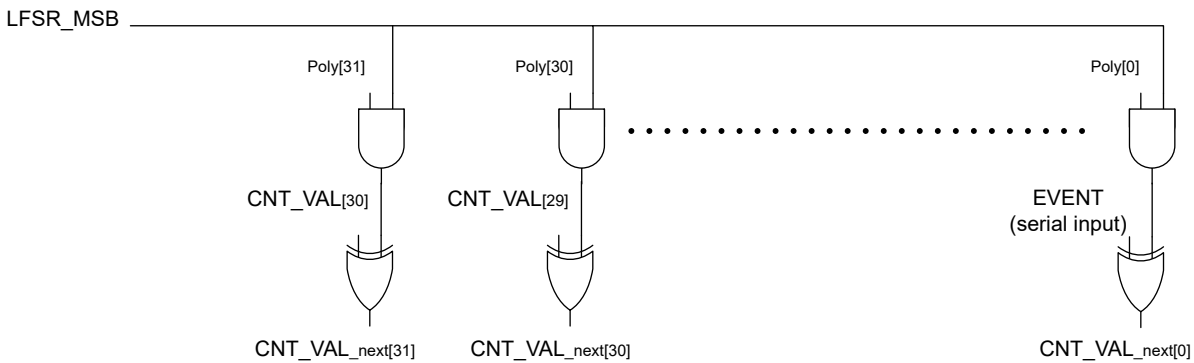 LFSR_MSB
Poly[31]
Poly[30]
Poly[0]
CNT_VAL[30]
CNT_VAL[29]
EVENT
(serial input)
CNT_VAL_next[31]
CNT_VAL_next[30]
CNT_VAL_next[0]